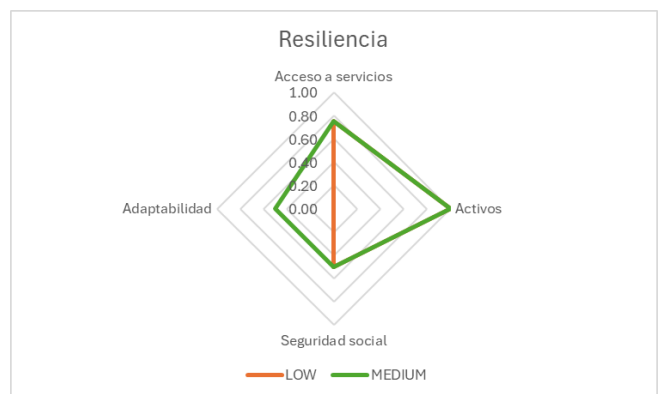 Resiliencia
Acceso a servicios
1.00
0.80
0.60
0.40
0.20
0.00
Adaptabilidad
Activos
Seguridad social
LOW
MEDIUM